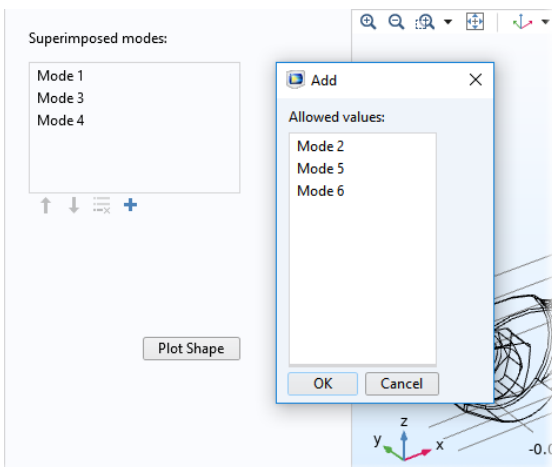 Superimposed modes:
Mode 1
Mode 3
Mode 4
Plot Shape
Add
Allowed values:
Mode 2
Mode 5
Mode 6
OK
Cancel
z
y
x